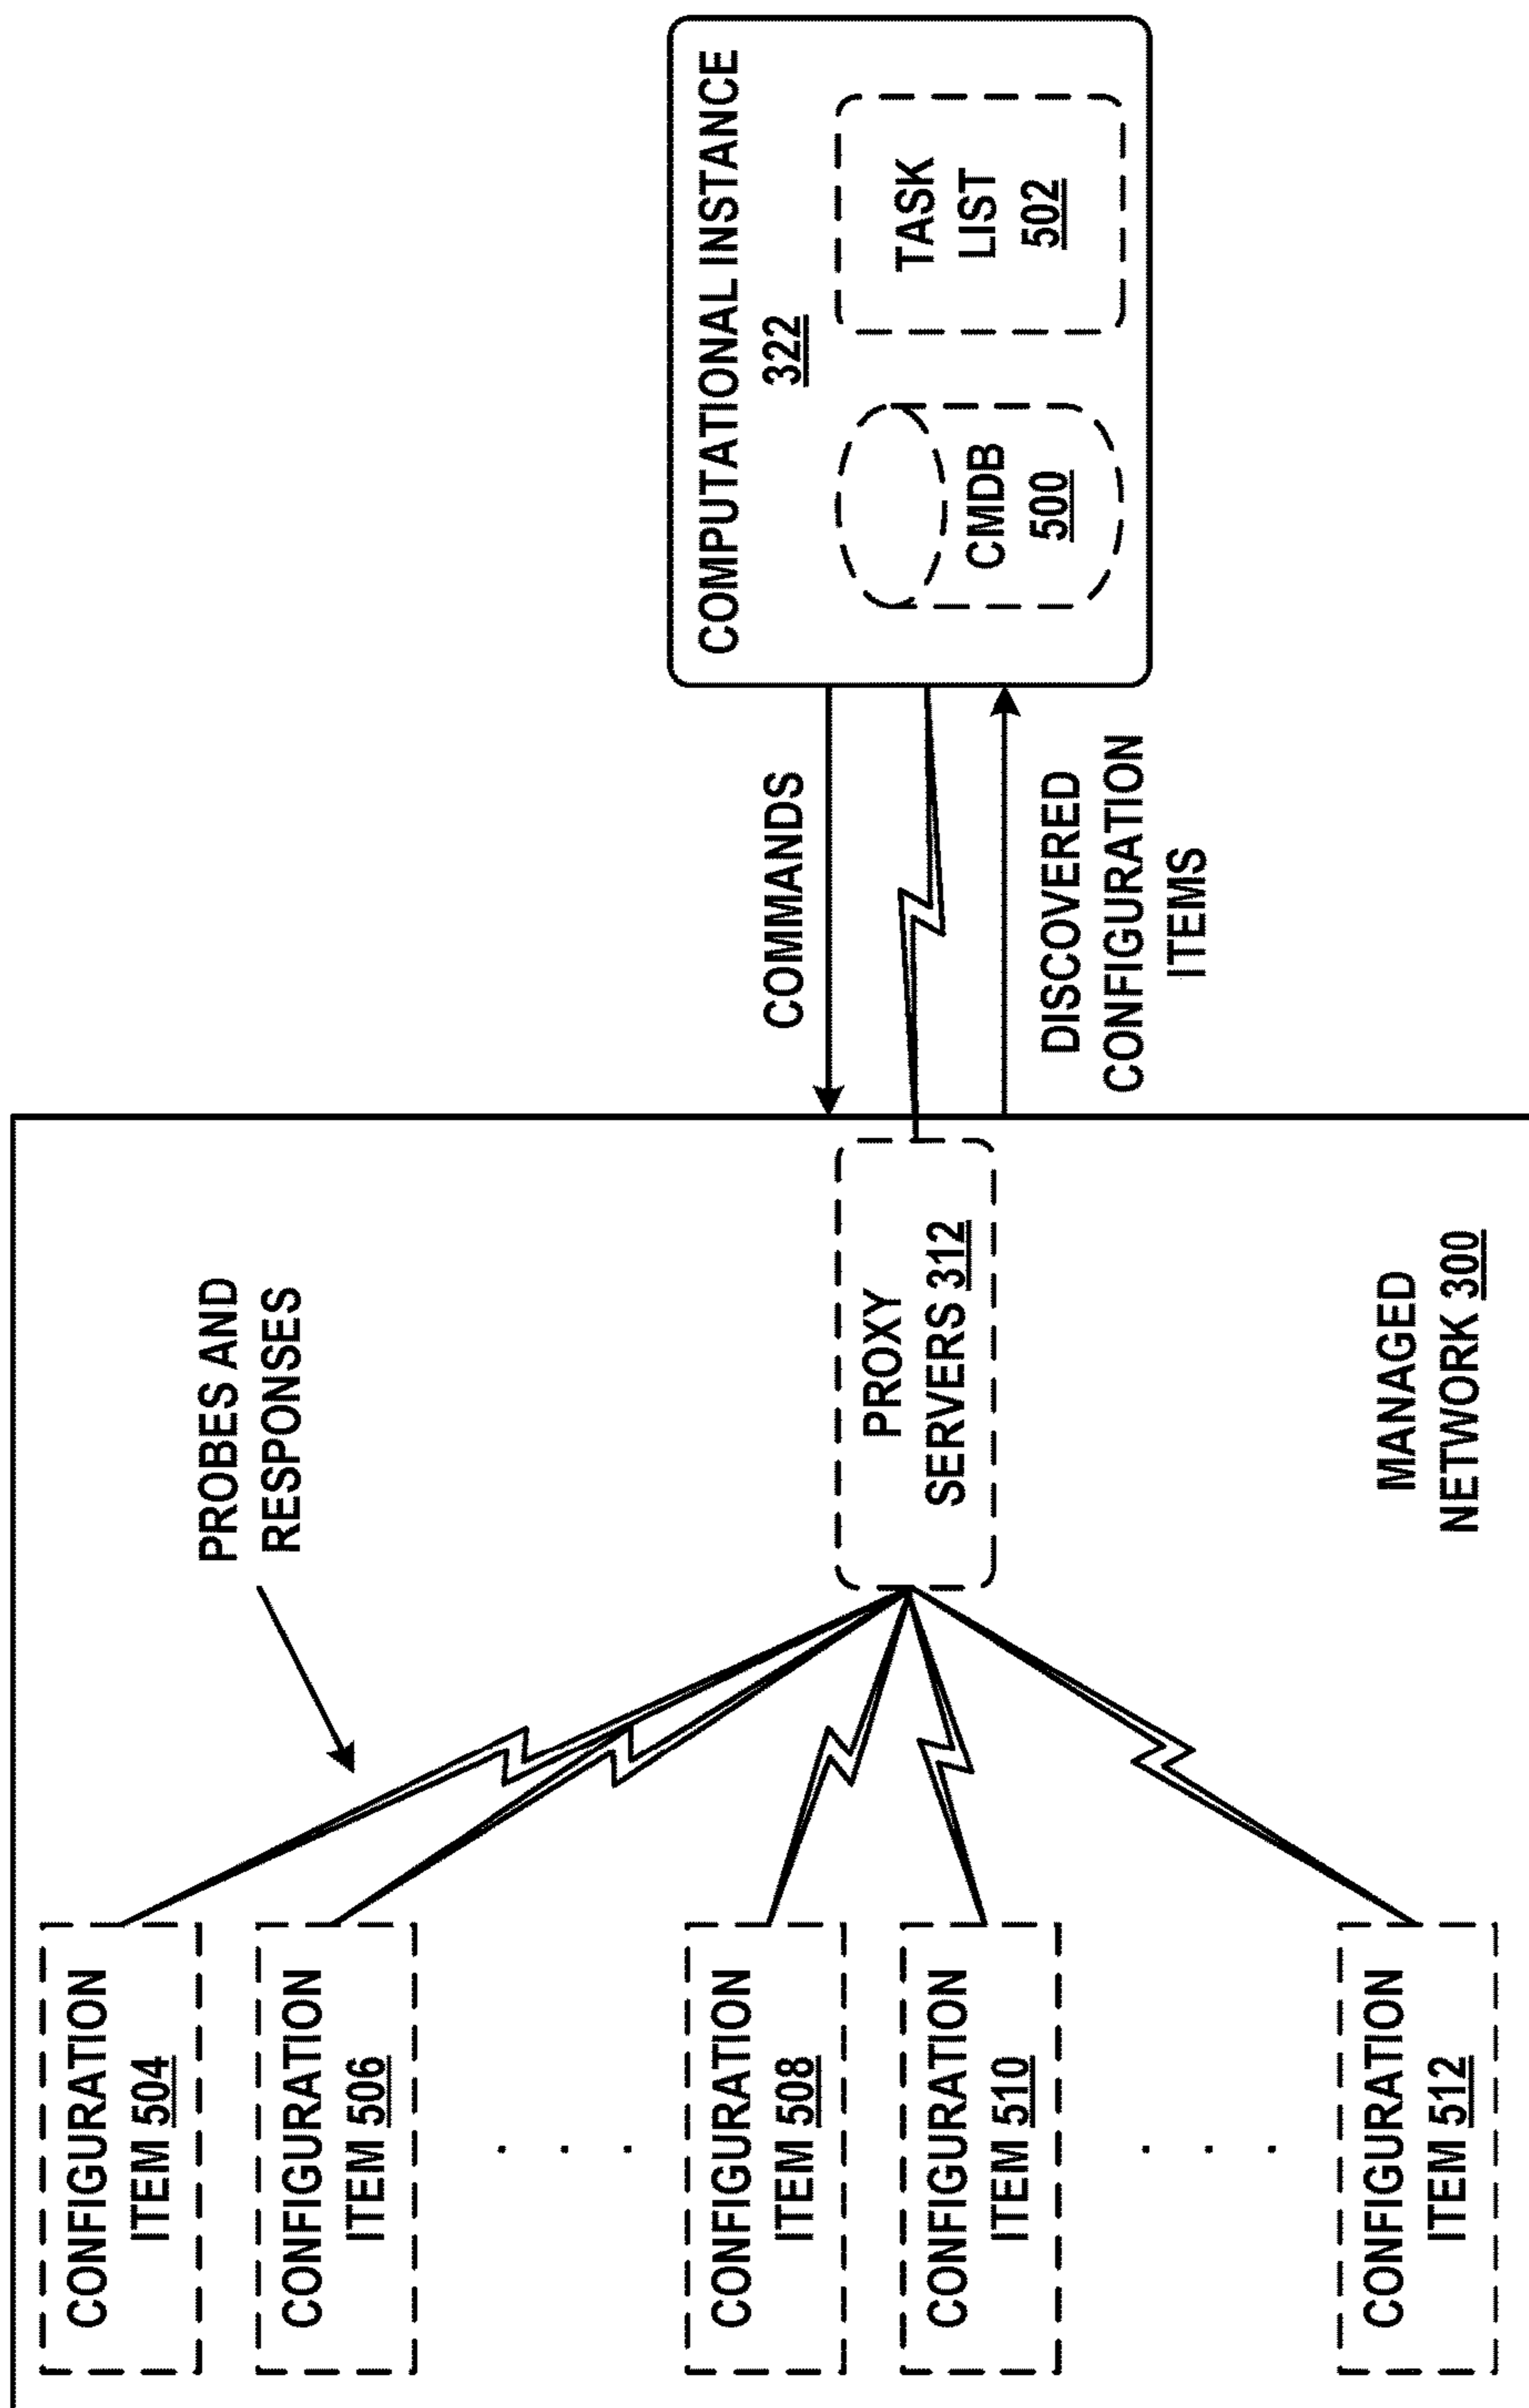 COMPUTATIONAL INSTANCE
322
CMDB
500
TASK
LIST
502
COMMANDS
DISCOVERED
CONFIGURATION
ITEMS
PROBES AND
RESPONSES
PROXY
SERVERS 312
MANAGED
NETWORK 300
CONFIGURATION
ITEM 504
CONFIGURATION
ITEM 506
. . .
CONFIGURATION
ITEM 508
CONFIGURATION
ITEM 510
. . .
CONFIGURATION
ITEM 512